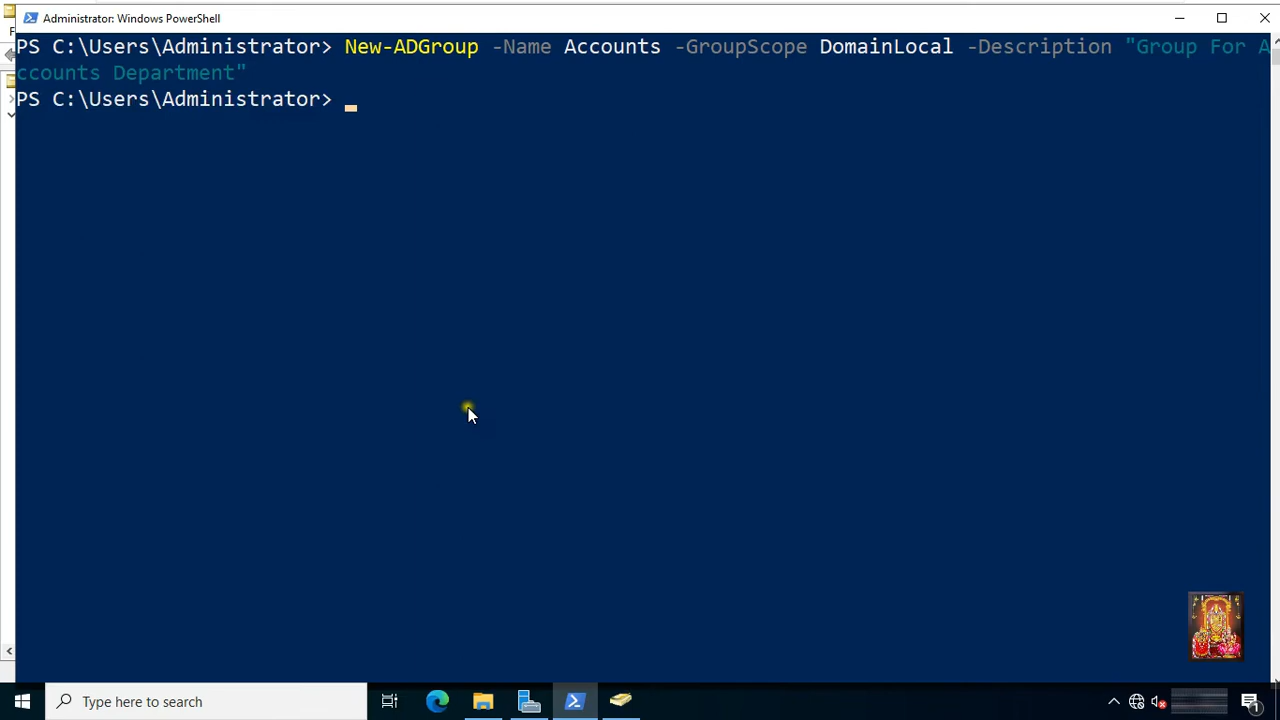 Administrator: Windows PowerShell
PS C:\Users\Administrator> New-ADGroup -Name Accounts -GroupScope DomainLocal -Description "Group For A
ccounts Department"
PS C:\Users\Administrator>
Type here to search
1